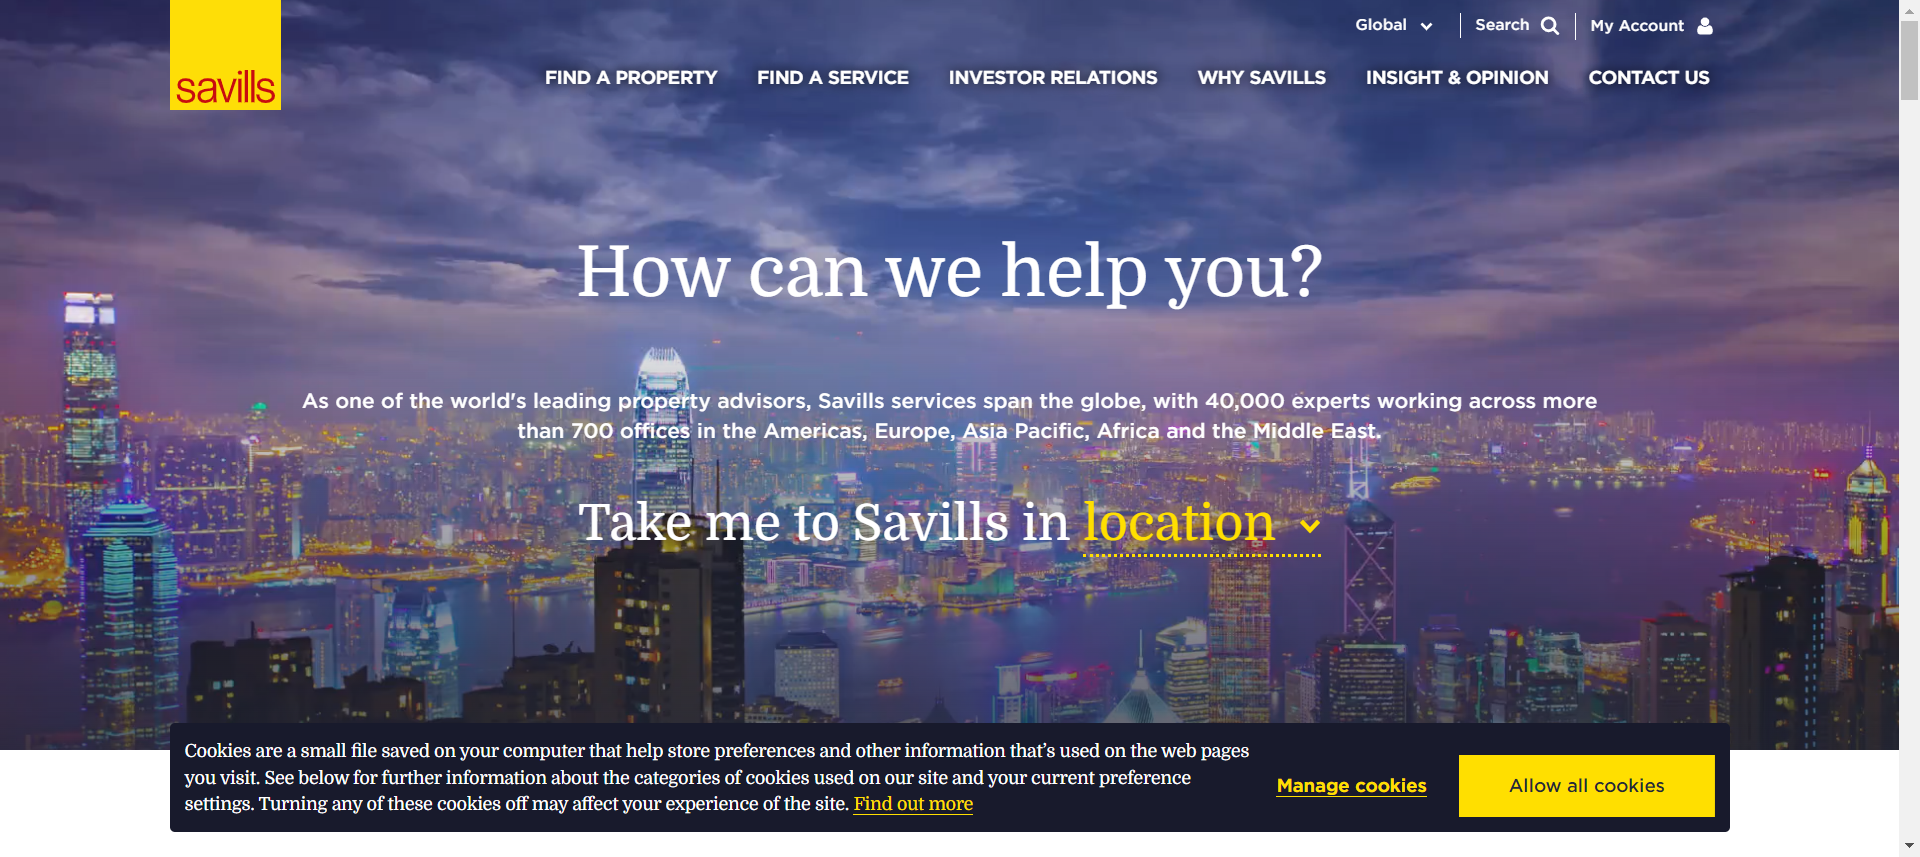 Global
Search
My Account
savills
FIND A PROPERTY
FIND A SERVICE
INVESTOR RELATIONS
WHY SAVILLS
INSIGHT & OPINION
CONTACT US
How can we help you?
As one of the world's leading property advisors, Savills services span the globe, with 40,000 experts working across more
than 700 offices in the Americas, Europe, Asia Pacific, Africa and the Middle East.
Take me to Savills in location
Cookies are a small file saved on your computer that help store preferences and other information that’s used on the web pages
you visit. See below for further information about the categories of cookies used on our site and your current preference
settings. Turning any of these cookies off may affect your experience of the site. Find out more
Manage cookies
Allow all cookies